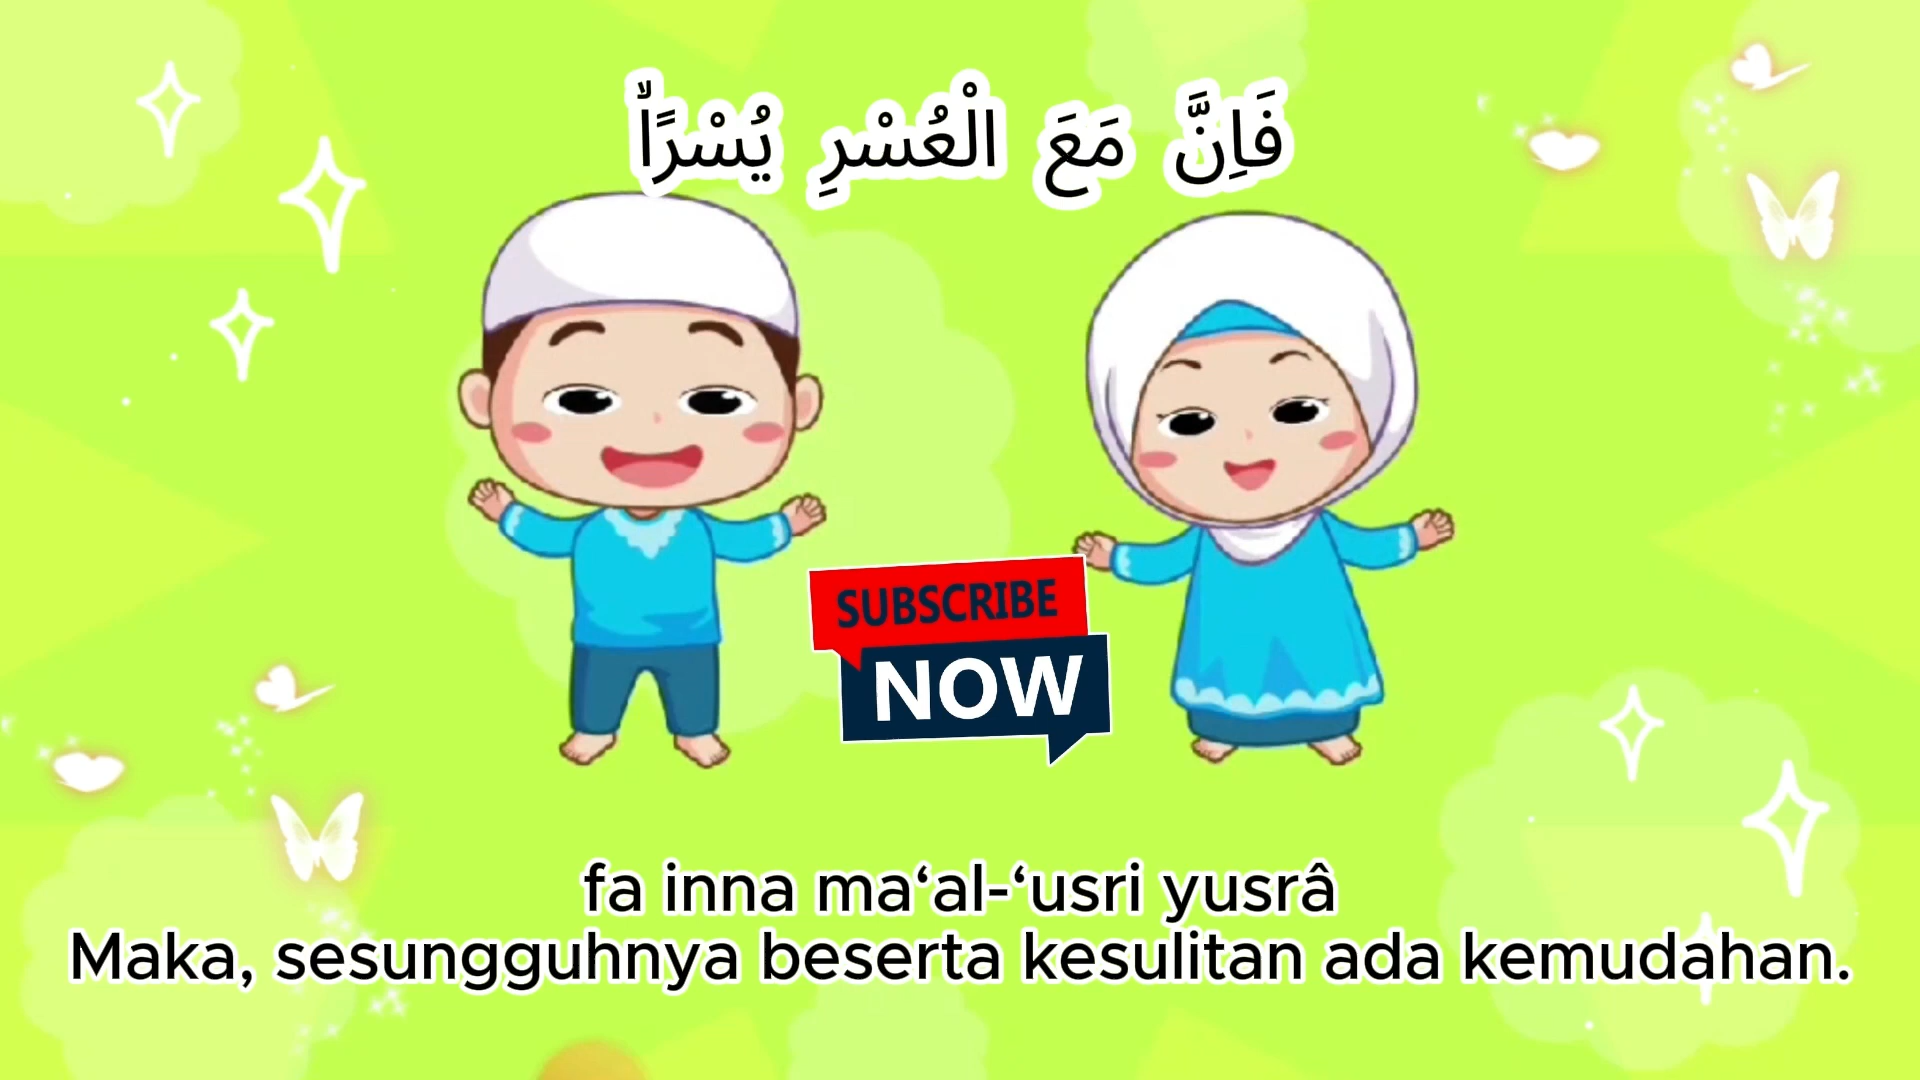 فَاِنَّ مَعَ الْعُسْرِ يُسْرًاۙ
SUBSCRIBE
NOW
fa inna ma‘al-‘usri yusrâ
Maka, sesungguhnya beserta kesulitan ada kemudahan.